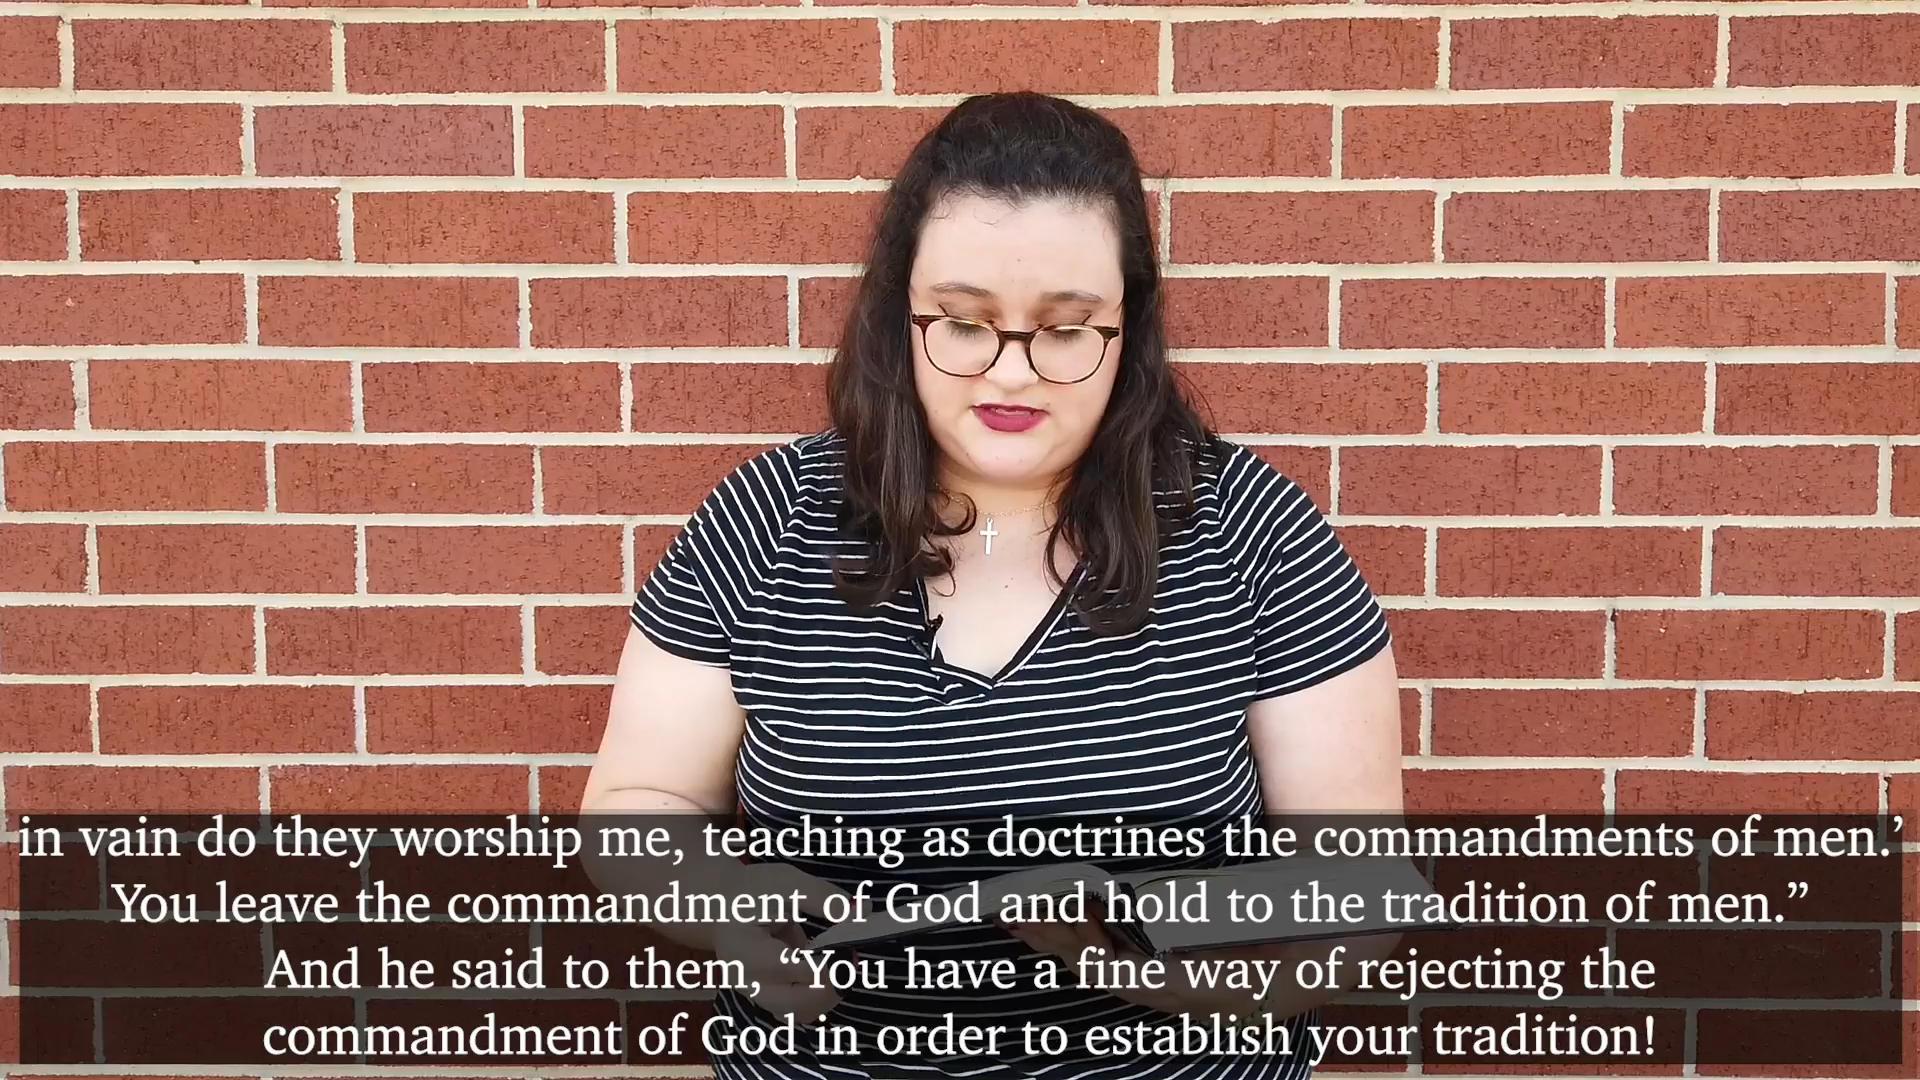 in vain do they worship me, teaching as doctrines the commandments of men.’
You leave the commandment of God and hold to the tradition of men.”
And he said to them, “You have a fine way of rejecting the
commandment of God in order to establish your tradition!